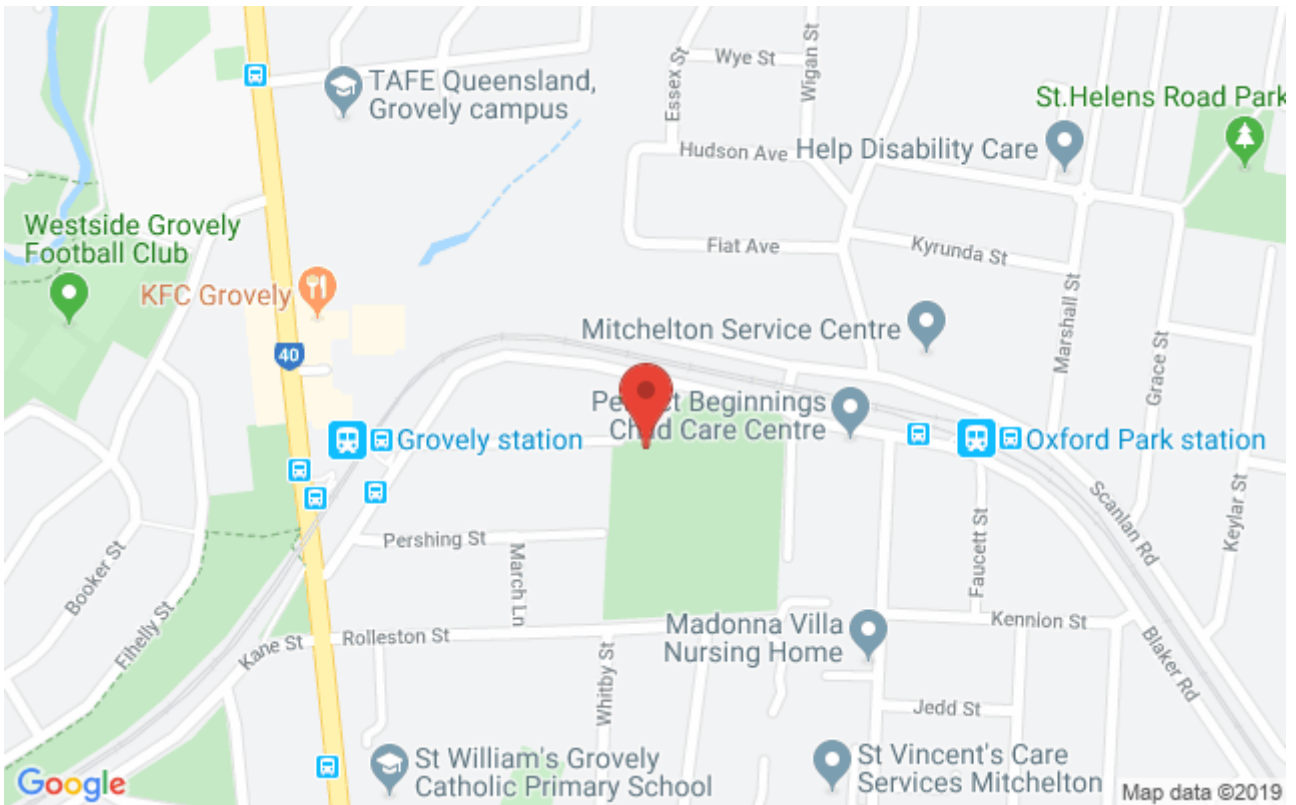 Wye St
Essex St
Wigan St
TAFE Queensland,
Grovely campus
St.Helens Road Park
Hudson Ave
Help Disability Care
Westside Grovely
Football Club
Fiat Ave
Kyrunda St
KFC Grovely
Marshall St
Mitchelton Service Centre
40
Grace St
Beginnings
Child Care Centre
Grovely station
Oxford Park station
Keylar St
Scanlan Rd
Pershing St
March Ln
Faucett St
Booker St
Fihelly St
Kane St
Rolleston St
Madonna Villa
Nursing Home
Kennion St
Blaker Rd
Whitby St
Jedd St
St William's Grovely
Catholic Primary School
St Vincent's Care
Services Mitchelton
Google
Map data ©2019